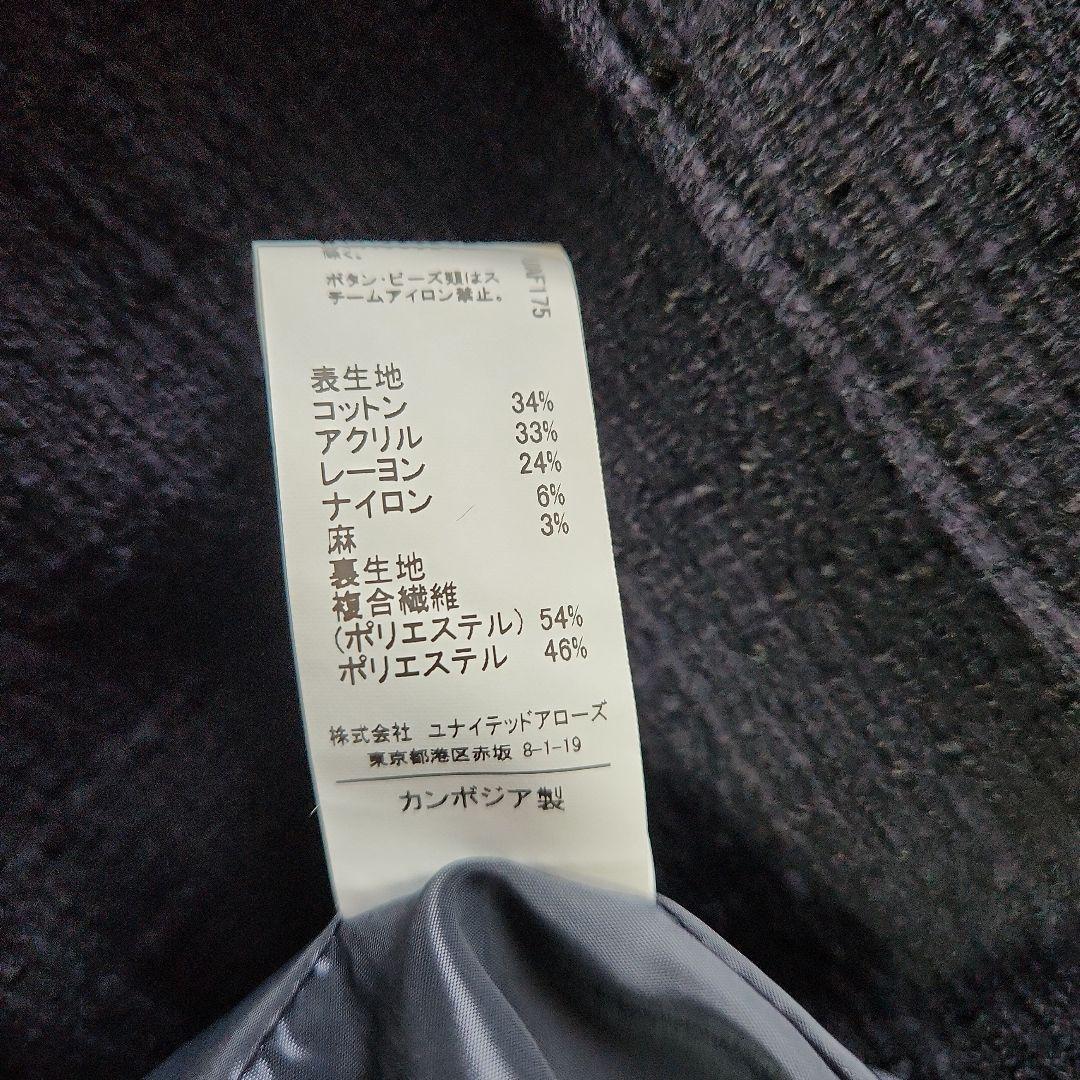 除く。
ボタン・ビーズ類はス
チームアイロン禁止。
UNF175
表生地
コットン 34%
アクリル 33%
レーヨン 24%
ナイロン 6%
麻 3%
裏生地
複合繊維
(ポリエステル) 54%
ポリエステル 46%
株式会社 ユナイテッドアローズ
東京都港区赤坂 8-1-19
カンボジア製